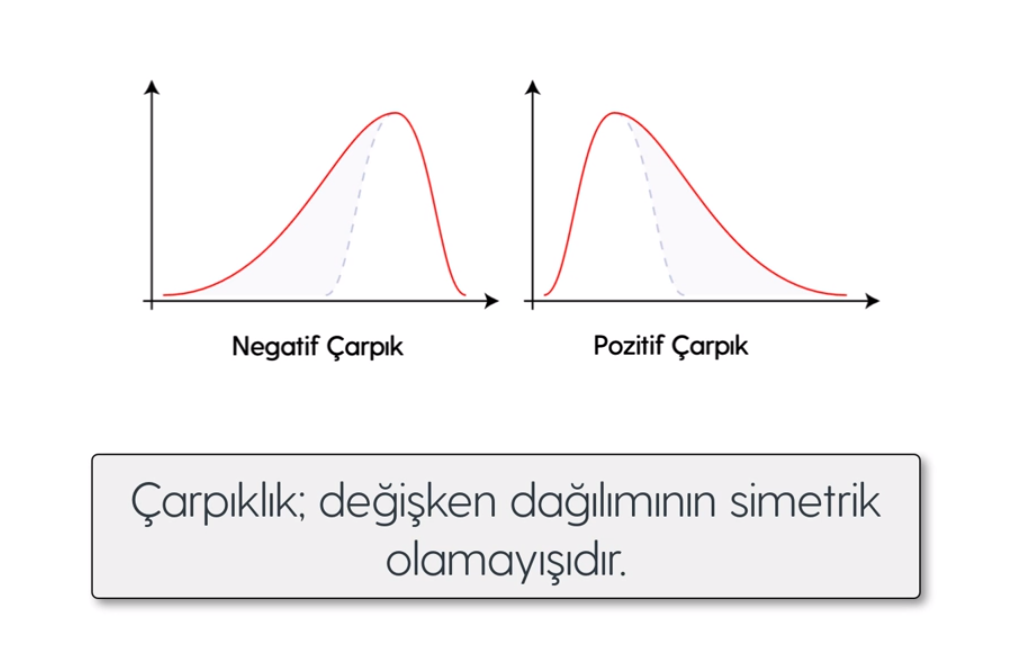 Negatif Çarpık
Pozitif Çarpık
Çarpıklık; değişken dağılımının simetrik
olamayışıdır.